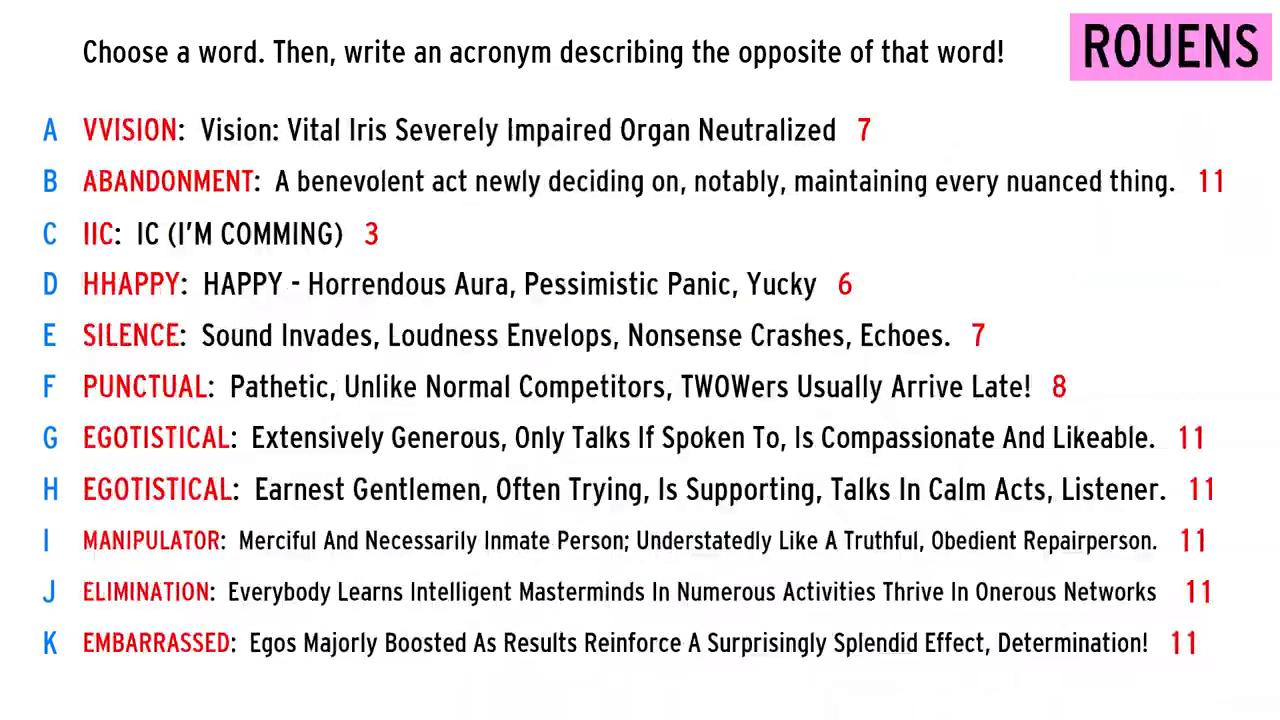 Choose a word. Then, write an acronym describing the opposite of that word!
ROUENS
A VVISION: Vision: Vital Iris Severely Impaired Organ Neutralized 7
B ABANDONMENT: A benevolent act newly deciding on, notably, maintaining every nuanced thing. 11
C IIC: IC (I'M COMMING) 3
D HHAPPY: HAPPY - Horrendous Aura, Pessimistic Panic, Yucky 6
E SILENCE: Sound Invades, Loudness Envelops, Nonsense Crashes, Echoes. 7
F PUNCTUAL: Pathetic, Unlike Normal Competitors, TWOWers Usually Arrive Late! 8
G EGOTISTICAL: Extensively Generous, Only Talks If Spoken To, Is Compassionate And Likeable. 11
H EGOTISTICAL: Earnest Gentlemen, Often Trying, Is Supporting, Talks In Calm Acts, Listener. 11
I MANIPULATOR: Merciful And Necessarily Inmate Person; Understatedly Like A Truthful, Obedient Repairperson. 11
J ELIMINATION: Everybody Learns Intelligent Masterminds In Numerous Activities Thrive In Onerous Networks 11
K EMBARRASSED: Egos Majorly Boosted As Results Reinforce A Surprisingly Splendid Effect, Determination! 11